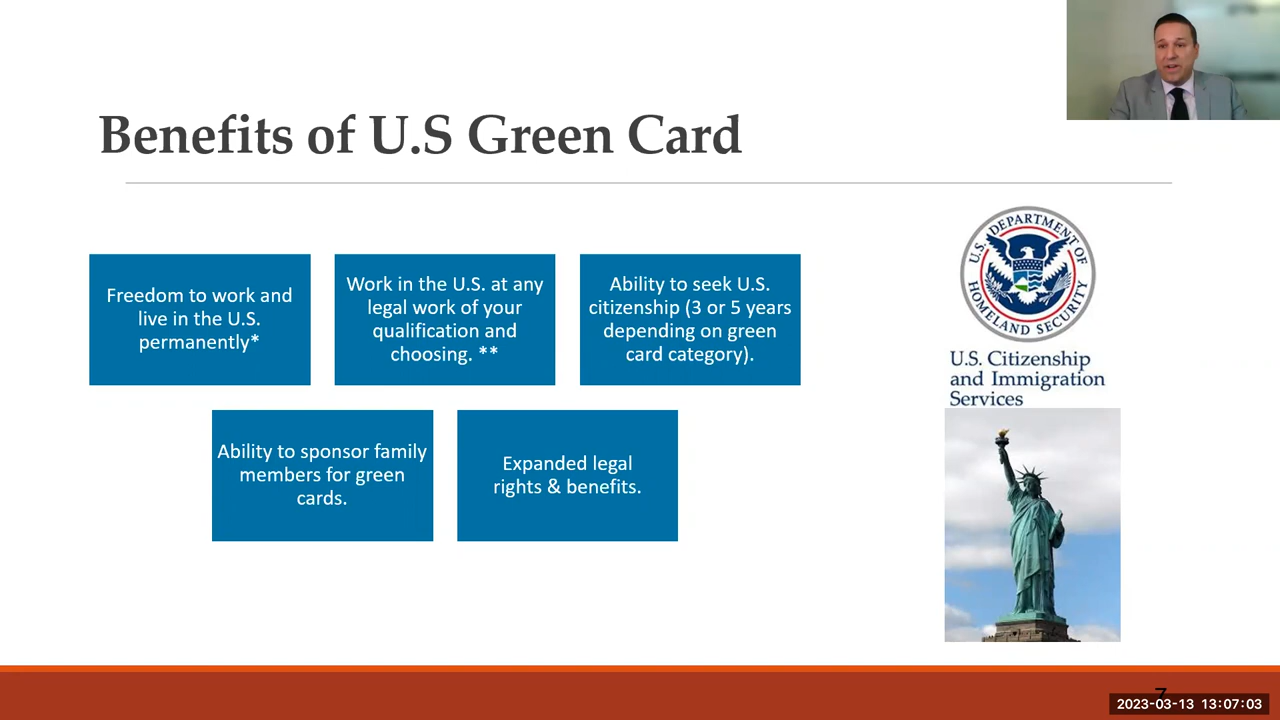 Benefits of U.S Green Card
Freedom to work and
live in the U.S.
permanently*
Work in the U.S. at any
legal work of your
qualification and
choosing. **
Ability to seek U.S.
citizenship (3 or 5 years
depending on green
card category).
Ability to sponsor family
members for green
cards.
Expanded legal
rights & benefits.
U.S. DEPARTMENT OF
HOMELAND SECURITY
U.S. Citizenship
and Immigration
Services
7
2023-03-13 13:07:03